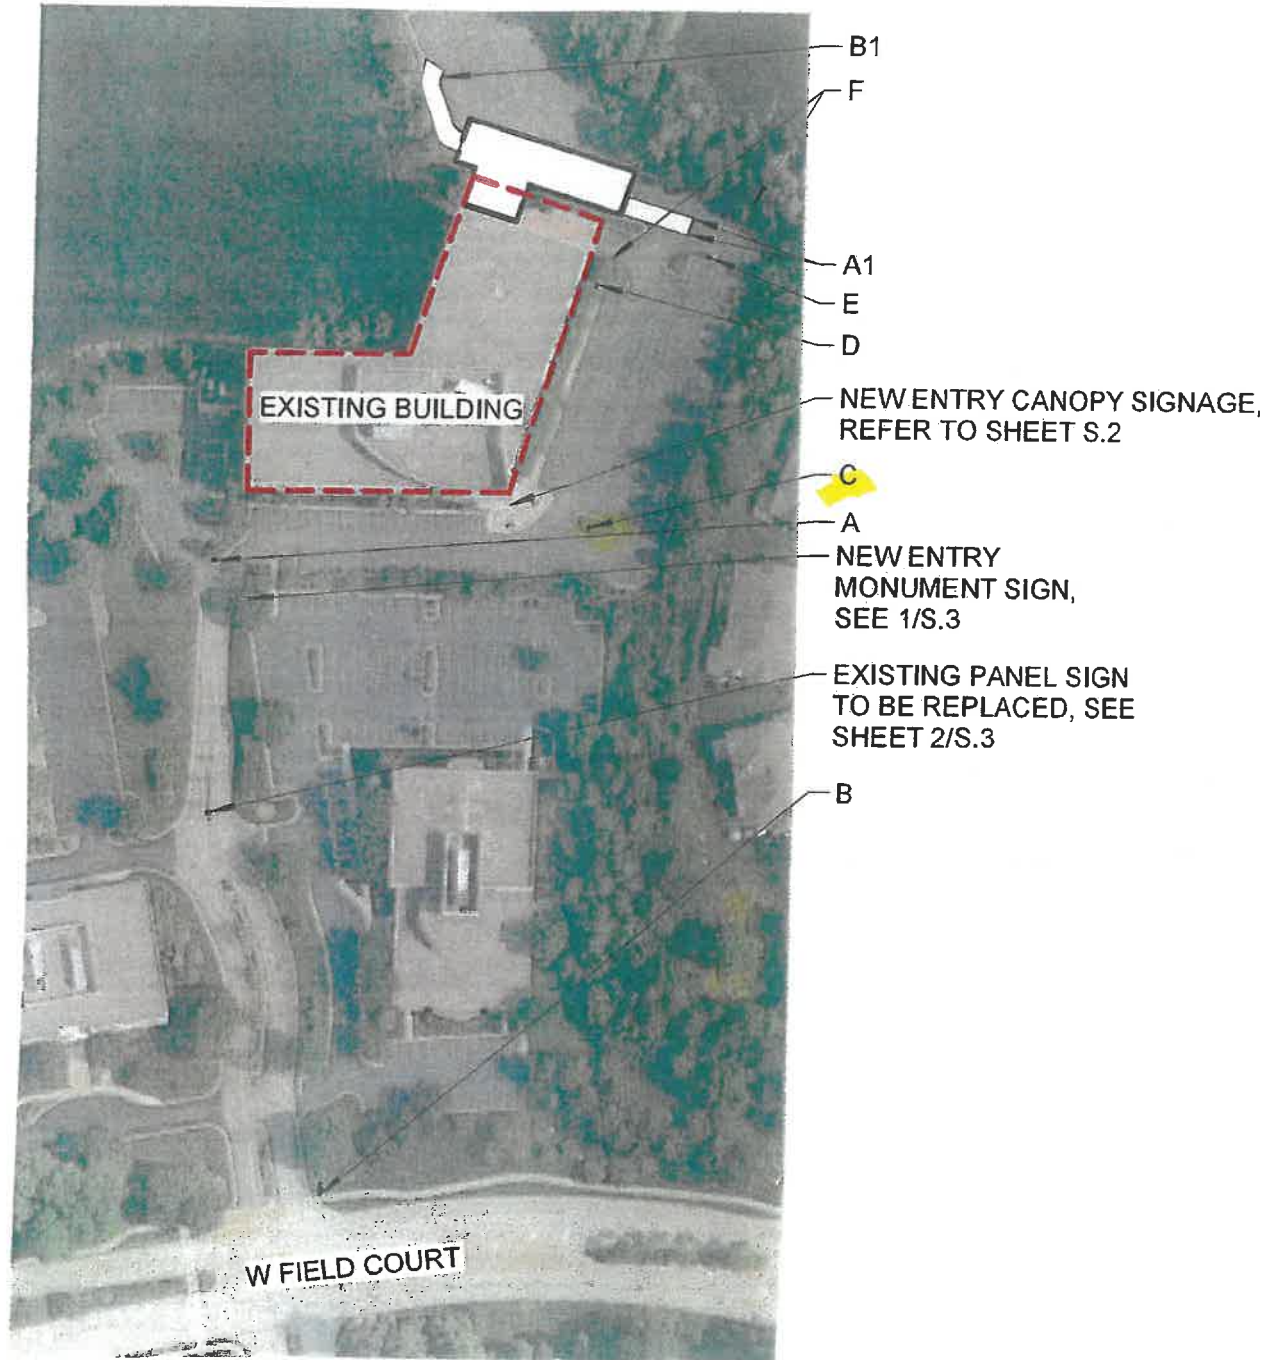 B1
F
A1
E
D
NEW ENTRY CANOPY SIGNAGE,
REFER TO SHEET S.2
C
A
NEW ENTRY
MONUMENT SIGN,
SEE 1/S.3
EXISTING PANEL SIGN
TO BE REPLACED, SEE
SHEET 2/S.3
B
EXISTING BUILDING
W FIELD COURT